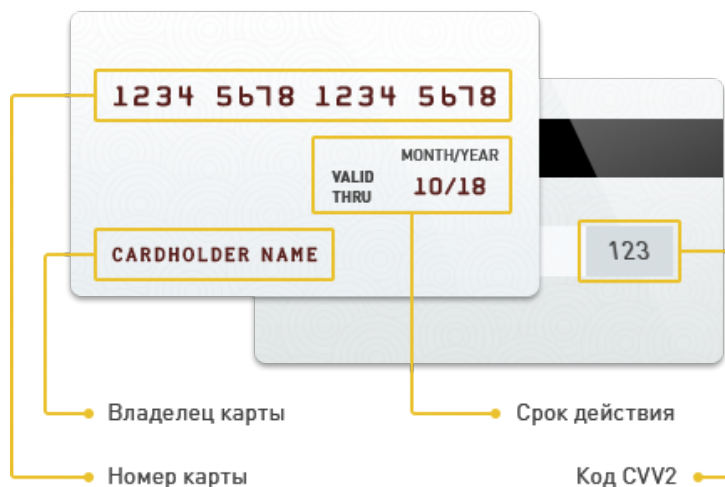 1234 5678 1234 5678
MONTH/YEAR
VALID
THRU
10/18
CARDHOLDER NAME
123
Владелец карты
Срок действия
Номер карты
Код CVV2